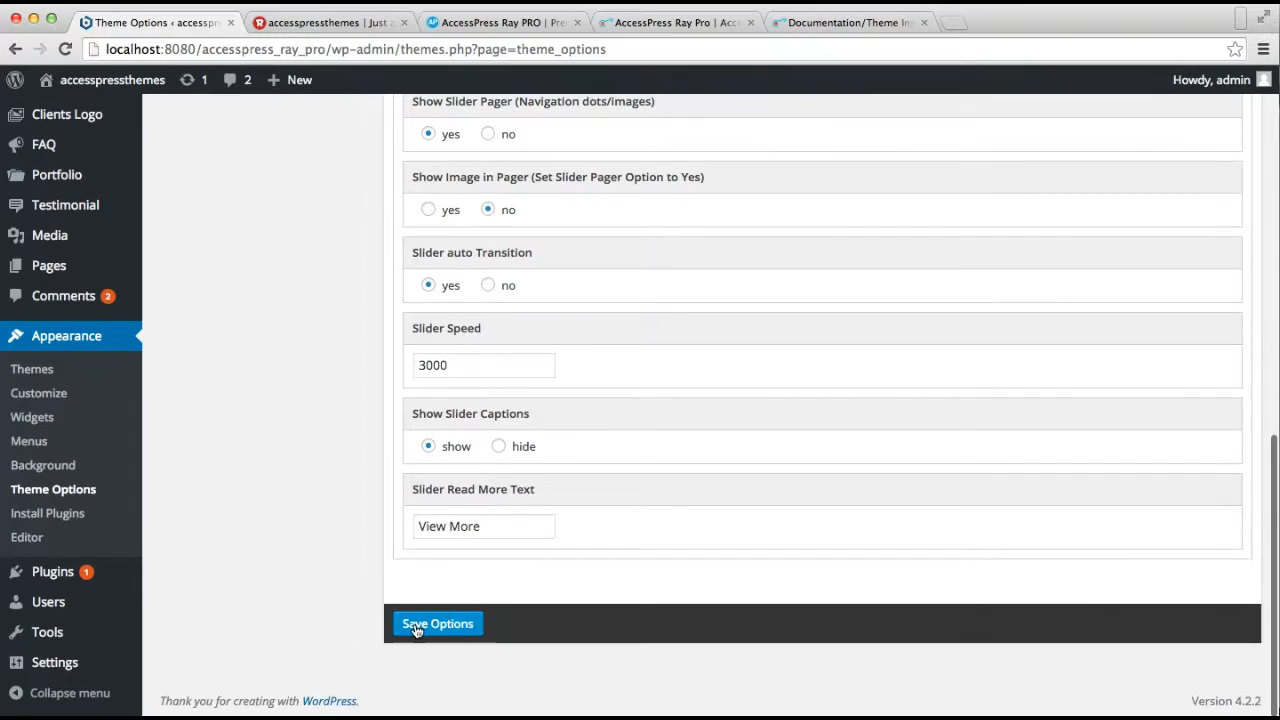 Theme Options ‹ accesspr
accesspressthemes | Just a
AccessPress Ray PRO | Pre
AccessPress Ray Pro | Acc
Documentation/Theme Ins
localhost:8080/accesspress_ray_pro/wp-admin/themes.php?page=theme_options
accesspressthemes 1 2 + New Howdy, admin
Clients Logo
FAQ
Portfolio
Testimonial
Media
Pages
Comments 2
Appearance
Themes
Customize
Widgets
Menus
Background
Theme Options
Install Plugins
Editor
Plugins 1
Users
Tools
Settings
Collapse menu
Show Slider Pager (Navigation dots/images)
yes no
Show Image in Pager (Set Slider Pager Option to Yes)
yes no
Slider auto Transition
yes no
Slider Speed
3000
Show Slider Captions
show hide
Slider Read More Text
View More
Save Options
Thank you for creating with WordPress.
Version 4.2.2